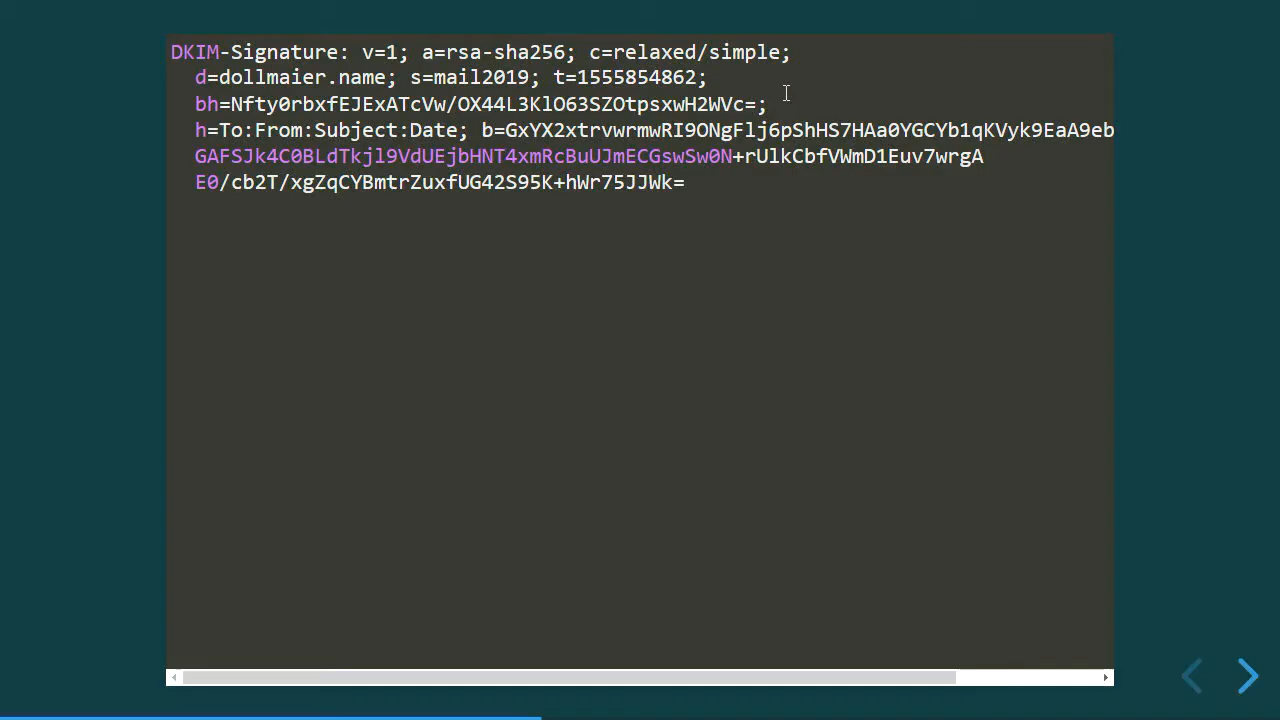 DKIM-Signature: v=1; a=rsa-sha256; c=relaxed/simple;
d=dollmaier.name; s=mail2019; t=1555854862;
bh=Nfty0rbxfEJExATcVw/OX44L3KlO63SZOtpsxwH2WVc=;
h=To:From:Subject:Date; b=GxYX2xtrvwrmwRI9ONgFlj6pShHS7HAa0YGCYb1qKVyk9EaA9eb
GAFSJk4C0BLdTkjl9VdUEjbHNT4xmRcBuUJmECGswSw0N+rUlkCbfVWmD1Euv7wrgA
E0/cb2T/xgZqCYBmtrZuxfUG42S95K+hWr75JJWk=